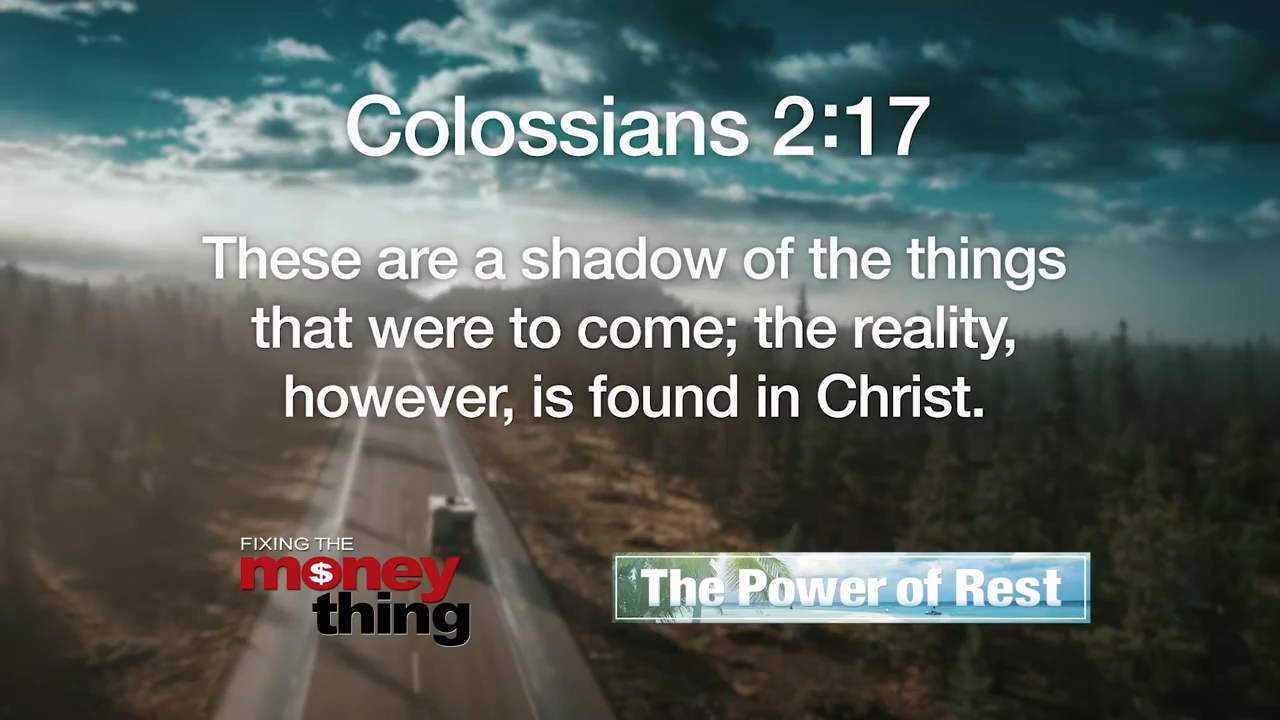 Colossians 2:17
These are a shadow of the things
that were to come; the reality,
however, is found in Christ.
FIXING THE
m$ney
thing
The Power of Rest